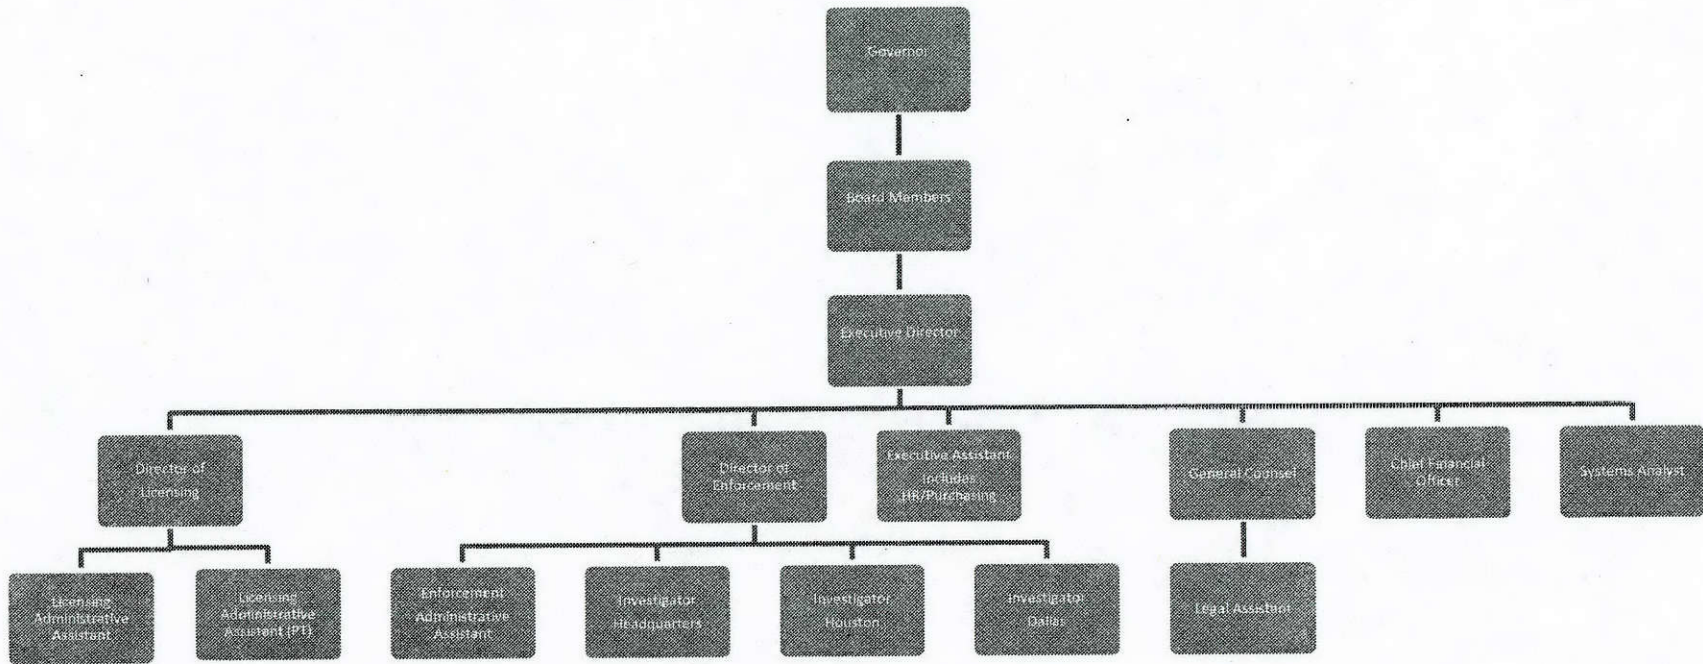 Governor
Board Members
Executive Director
Director of
Licensing
Director of
Enforcement
Executive Assistant
Includes
HR/Purchasing
General Counsel
Chief Financial
Officer
Systems Analyst
Licensing
Administrative
Assistant
Licensing
Administrative
Assistant (PT)
Enforcement
Administrative
Assistant
Investigator
Headquarters
Investigator
Houston
Investigator
Dallas
Legal Assistant